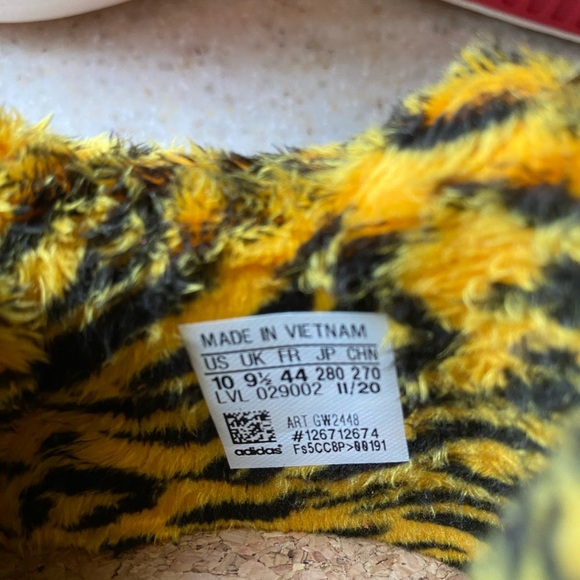 MADE IN VIETNAM
US UK FR JP CHN
10 9½ 44 280 270
LVL 029002 11/20
ART GW2448
#126712674
adidas Fs5CC8P>00191